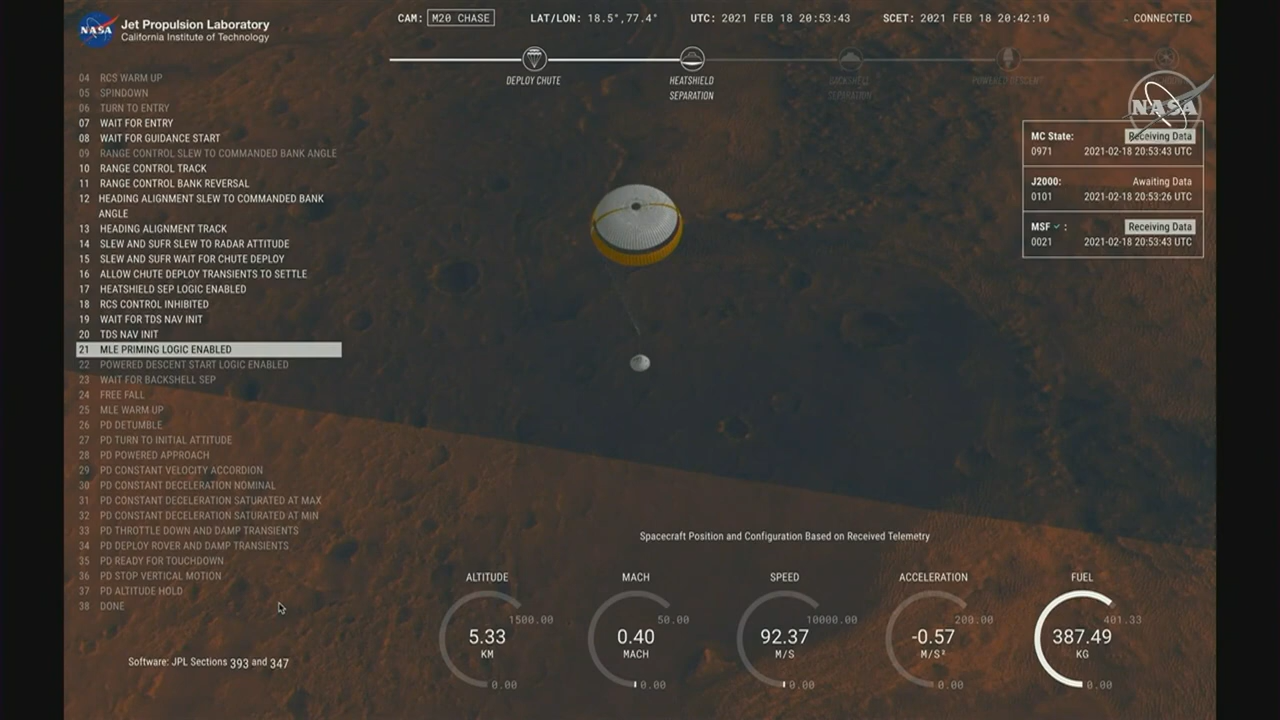 NASA
Jet Propulsion Laboratory
California Institute of Technology
CAM: M20 CHASE LAT/LON: 18.5°,77.4° UTC: 2021 FEB 18 20:53:43 SCET: 2021 FEB 18 20:42:10 CONNECTED
DEPLOY CHUTE
HEATSHIELD
SEPARATION
BACKSHELL
SEPARATION
POWERED DESCENT
NASA
04 RCS WARM UP
05 SPINDOWN
06 TURN TO ENTRY
07 WAIT FOR ENTRY
08 WAIT FOR GUIDANCE START
09 RANGE CONTROL SLEW TO COMMANDED BANK ANGLE
10 RANGE CONTROL TRACK
11 RANGE CONTROL BANK REVERSAL
12 HEADING ALIGNMENT SLEW TO COMMANDED BANK
ANGLE
13 HEADING ALIGNMENT TRACK
14 SLEW AND SUFR SLEW TO RADAR ATTITUDE
15 SLEW AND SUFR WAIT FOR CHUTE DEPLOY
16 ALLOW CHUTE DEPLOY TRANSIENTS TO SETTLE
17 HEATSHIELD SEP LOGIC ENABLED
18 RCS CONTROL INHIBITED
19 WAIT FOR TDS NAV INIT
20 TDS NAV INIT
21 MLE PRIMING LOGIC ENABLED
22 POWERED DESCENT START LOGIC ENABLED
23 WAIT FOR BACKSHELL SEP
24 FREE FALL
25 MLE WARM UP
26 PD DETUMBLE
27 PD TURN TO INITIAL ATTITUDE
28 PD POWERED APPROACH
29 PD CONSTANT VELOCITY ACCORDION
30 PD CONSTANT DECELERATION NOMINAL
31 PD CONSTANT DECELERATION SATURATED AT MAX
32 PD CONSTANT DECELERATION SATURATED AT MIN
33 PD THROTTLE DOWN AND DAMP TRANSIENTS
34 PD DEPLOY ROVER AND DAMP TRANSIENTS
35 PD READY FOR TOUCHDOWN
36 PD STOP VERTICAL MOTION
37 PD ALTITUDE HOLD
38 DONE
Software: JPL Sections 393 and 347
MC State: Receiving Data
0971 2021-02-18 20:53:43 UTC
J2000: Awaiting Data
0101 2021-02-18 20:53:26 UTC
MSF ✓ : Receiving Data
0021 2021-02-18 20:53:43 UTC
Spacecraft Position and Configuration Based on Received Telemetry
ALTITUDE MACH SPEED ACCELERATION FUEL
1500.00 50.00 10000.00 200.00 401.33
5.33 0.40 92.37 -0.57 387.49
KM MACH M/S M/S² KG
0.00 0.00 0.00 0.00 0.00